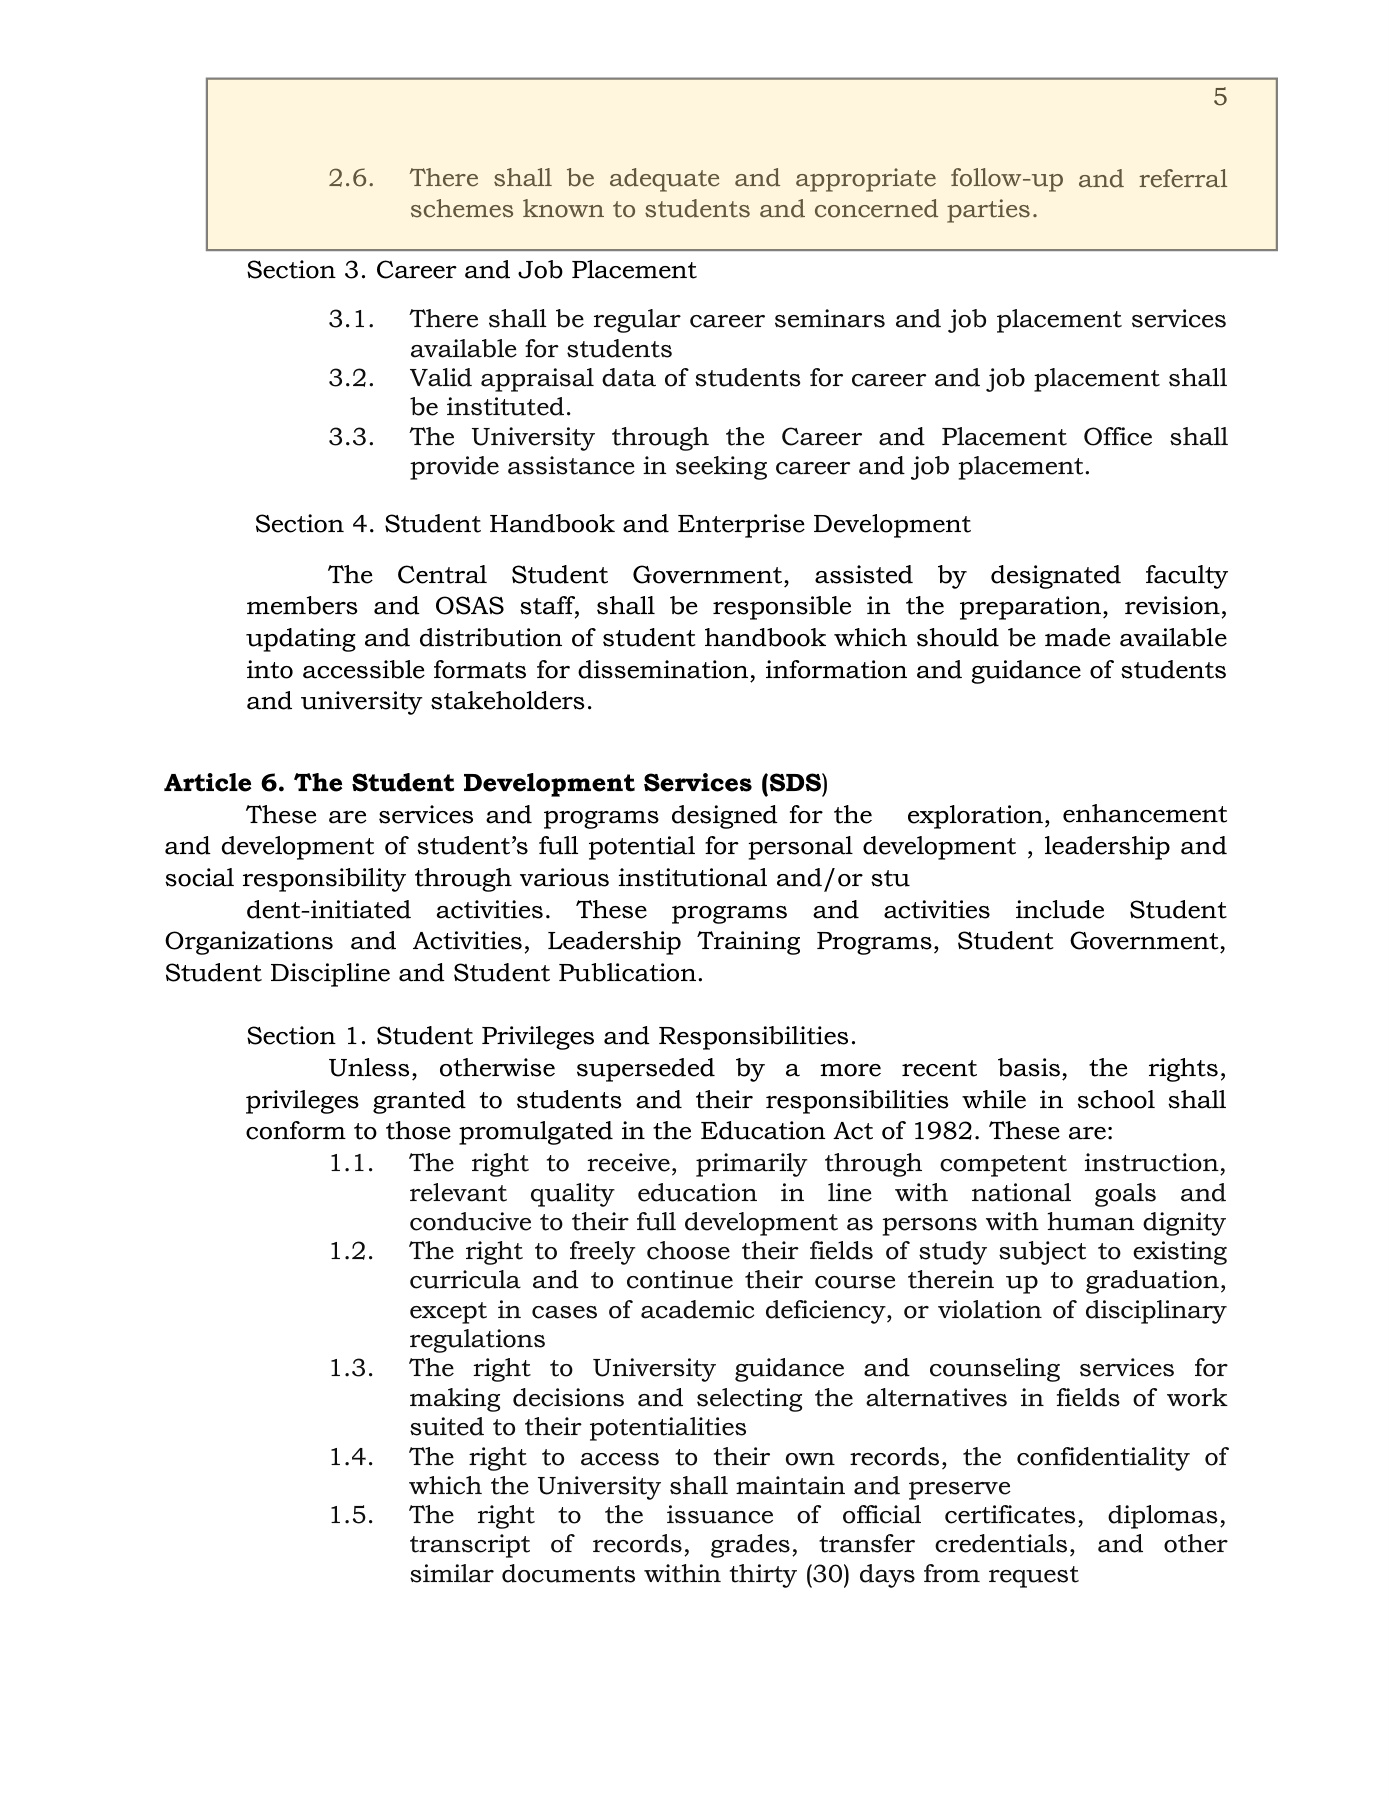 5
2.6. There shall be adequate and appropriate follow-up and referral
schemes known to students and concerned parties.
Section 3. Career and Job Placement
3.1. There shall be regular career seminars and job placement services
available for students
3.2. Valid appraisal data of students for career and job placement shall
be instituted.
3.3. The University through the Career and Placement Office shall
provide assistance in seeking career and job placement.
Section 4. Student Handbook and Enterprise Development
The Central Student Government, assisted by designated faculty
members and OSAS staff, shall be responsible in the preparation, revision,
updating and distribution of student handbook which should be made available
into accessible formats for dissemination, information and guidance of students
and university stakeholders.
Article 6. The Student Development Services (SDS)
These are services and programs designed for the exploration, enhancement
and development of student’s full potential for personal development , leadership and
social responsibility through various institutional and/or stu
dent-initiated activities. These programs and activities include Student
Organizations and Activities, Leadership Training Programs, Student Government,
Student Discipline and Student Publication.
Section 1. Student Privileges and Responsibilities.
Unless, otherwise superseded by a more recent basis, the rights,
privileges granted to students and their responsibilities while in school shall
conform to those promulgated in the Education Act of 1982. These are:
1.1. The right to receive, primarily through competent instruction,
relevant quality education in line with national goals and
conducive to their full development as persons with human dignity
1.2. The right to freely choose their fields of study subject to existing
curricula and to continue their course therein up to graduation,
except in cases of academic deficiency, or violation of disciplinary
regulations
1.3. The right to University guidance and counseling services for
making decisions and selecting the alternatives in fields of work
suited to their potentialities
1.4. The right to access to their own records, the confidentiality of
which the University shall maintain and preserve
1.5. The right to the issuance of official certificates, diplomas,
transcript of records, grades, transfer credentials, and other
similar documents within thirty (30) days from request